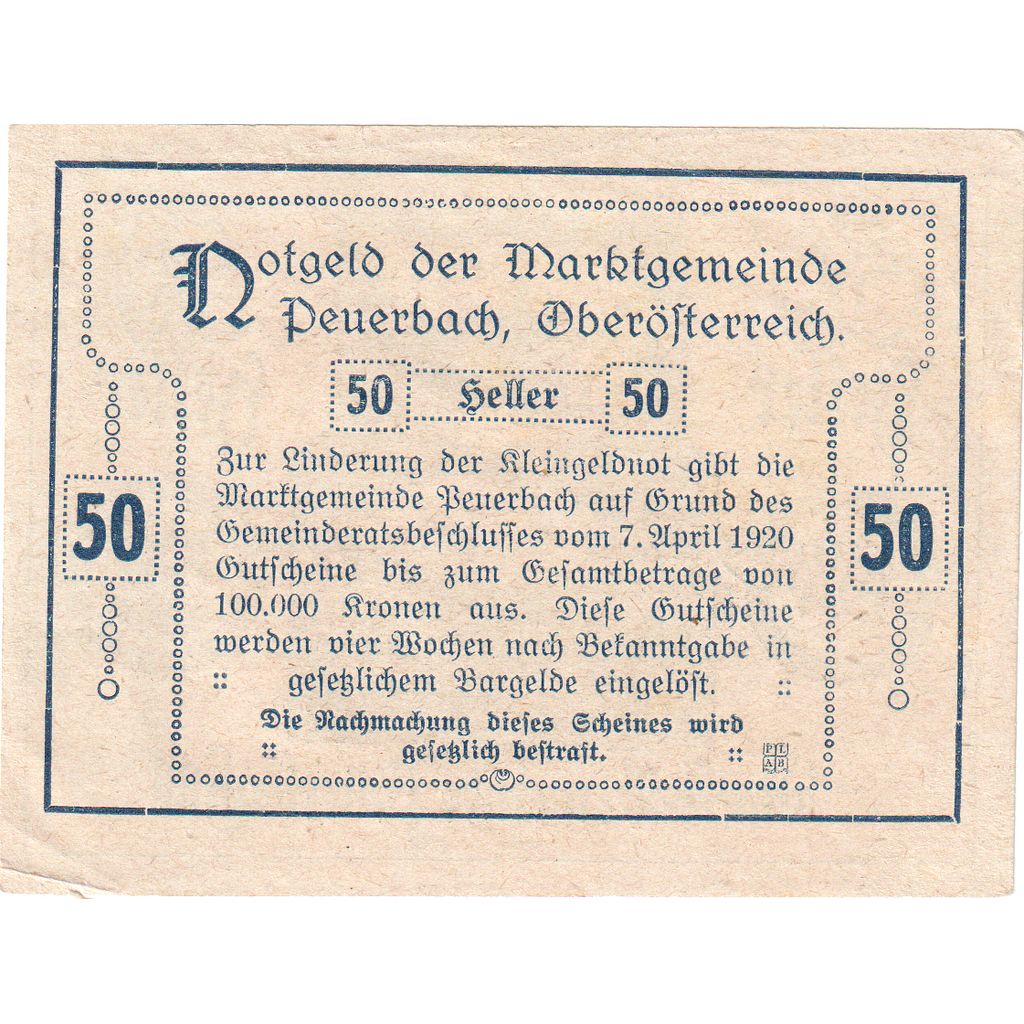 Notgeld der Marktgemeinde
Peuerbach, Oberösterreich.
50 Heller 50
Zur Linderung der Kleingeldnot gibt die
Marktgemeinde Peuerbach auf Grund des
Gemeinderatsbeschlusses vom 7. April 1920
Gutscheine bis zum Gesamtbetrage von
100.000 Kronen aus. Diese Gutscheine
werden vier Wochen nach Bekanntgabe in
gesetzlichem Bargelde eingelöst.
50
50
Die Nachmachung dieses Scheines wird
gesetzlich bestraft.
PL
AB